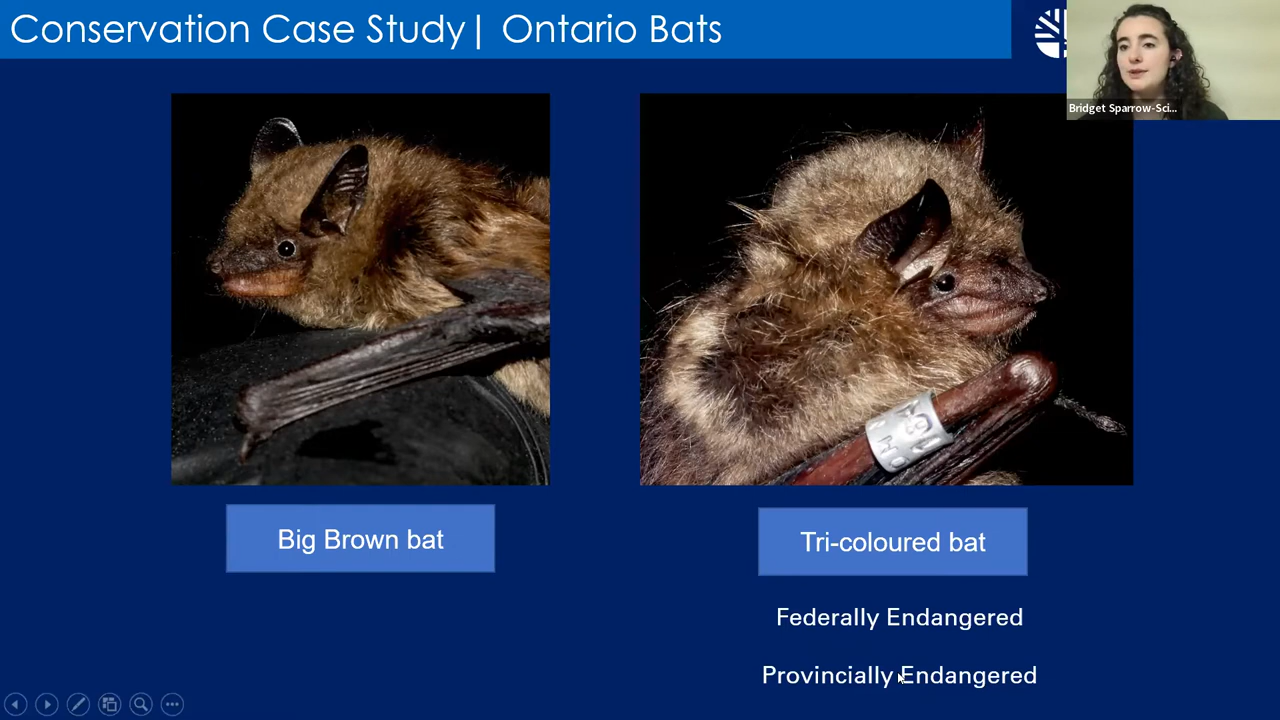 Conservation Case Study| Ontario Bats
Bridget Sparrow-Sci...
Big Brown bat
Tri-coloured bat
Federally Endangered
Provincially Endangered